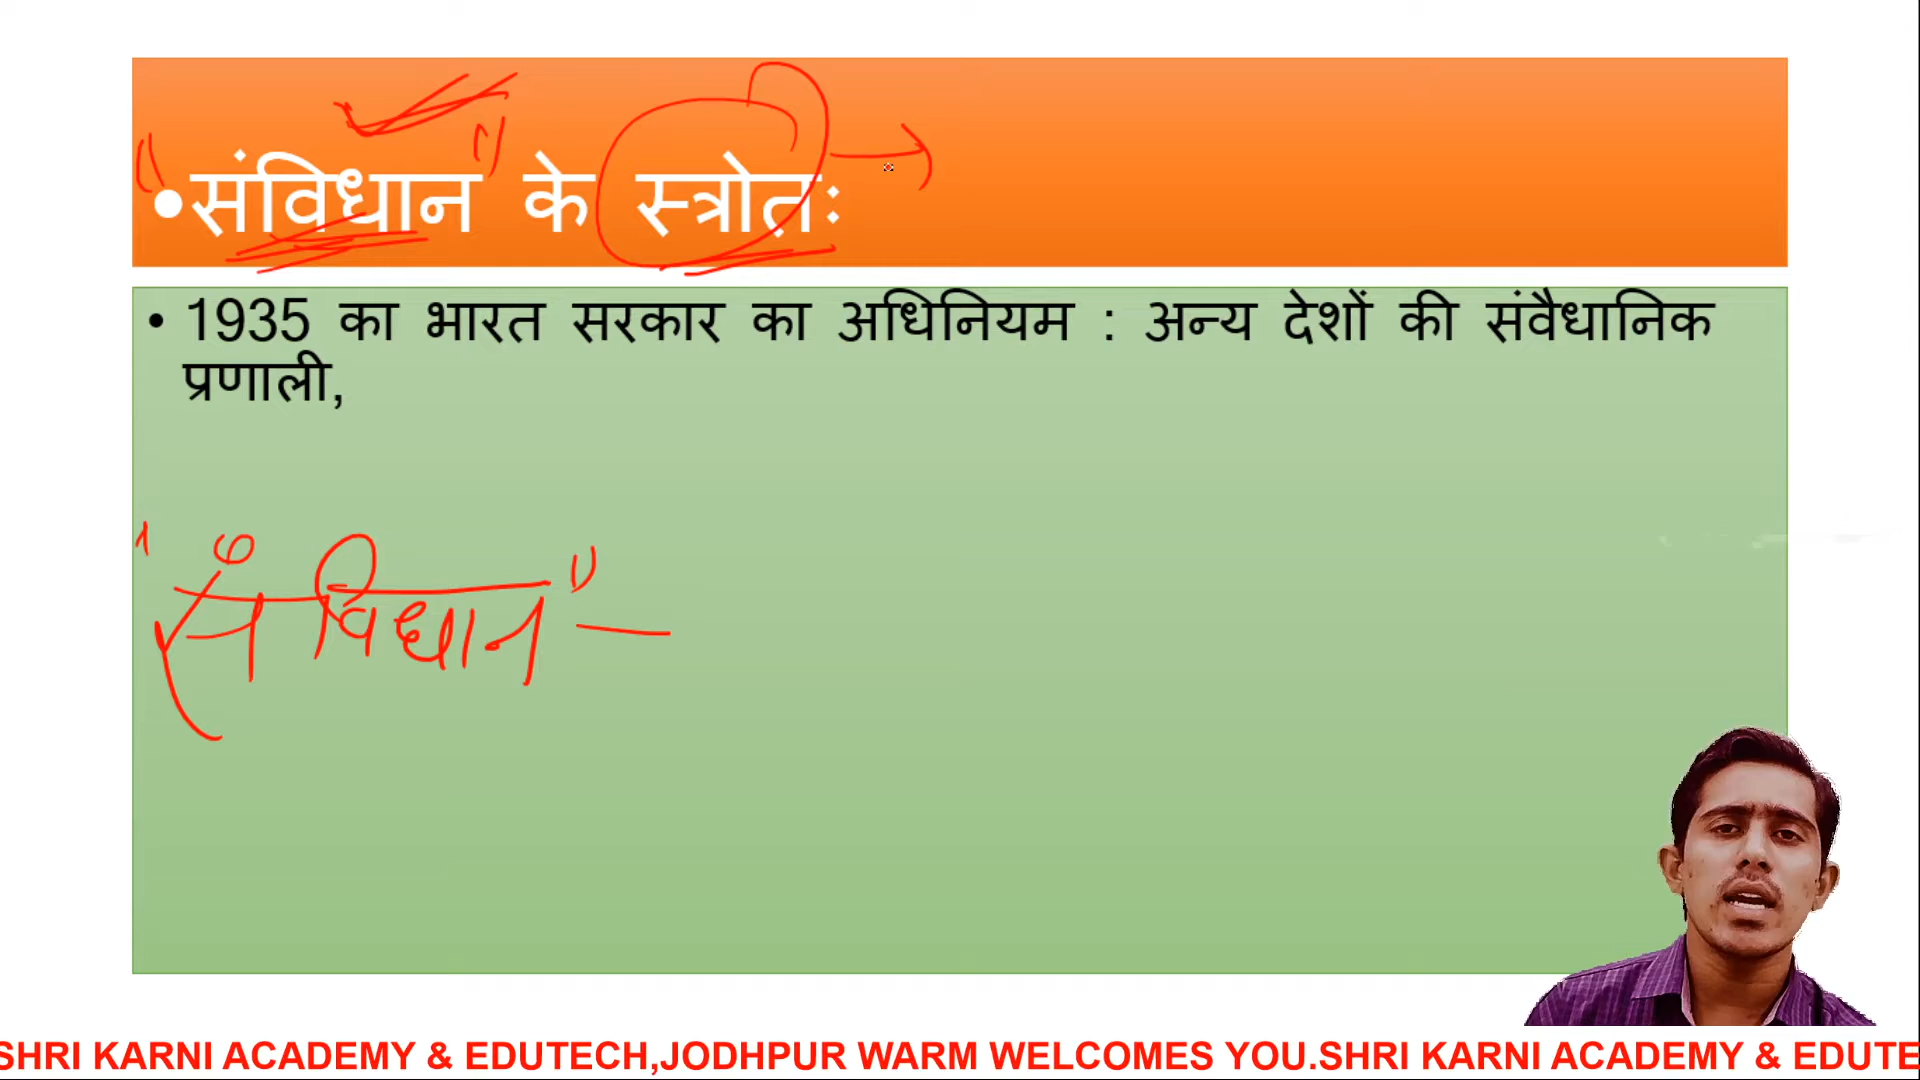 •संविधान के स्त्रोतः
• 1935 का भारत सरकार का अधिनियम : अन्य देशों की संवैधानिक
प्रणाली,
"संविधान" —
SHRI KARNI ACADEMY & EDUTECH,JODHPUR WARM WELCOMES YOU.SHRI KARNI ACADEMY & EDUTE